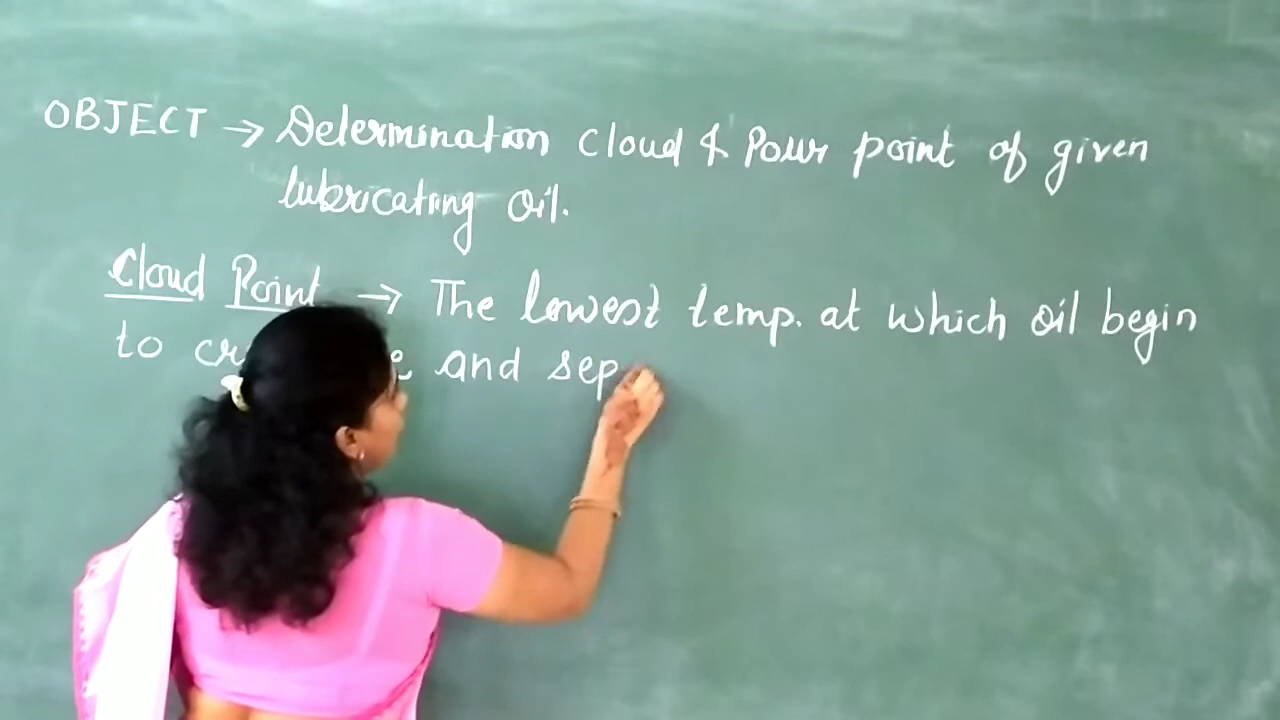 OBJECT → Determination Cloud & Pour point of given
lubricating oil.
Cloud Point → The lowest temp. at which oil begin
to and sep